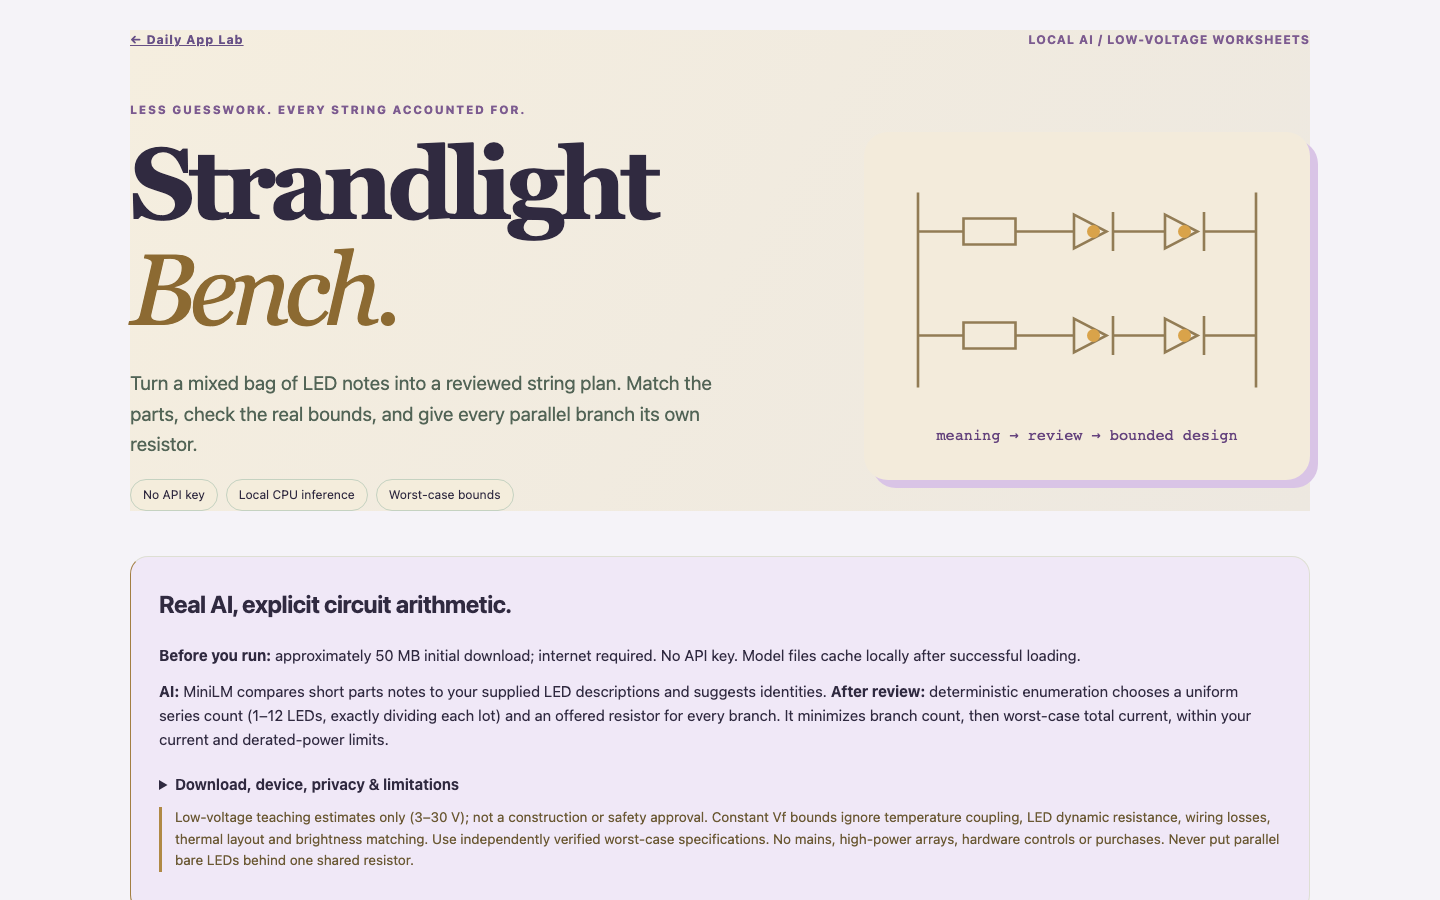 ← Daily App Lab
LOCAL AI / LOW-VOLTAGE WORKSHEETS
LESS GUESSWORK. EVERY STRING ACCOUNTED FOR.
Strandlight
Bench.
Turn a mixed bag of LED notes into a reviewed string plan. Match the
parts, check the real bounds, and give every parallel branch its own
resistor.
No API key
Local CPU inference
Worst-case bounds
meaning → review → bounded design
Real AI, explicit circuit arithmetic.
Before you run: approximately 50 MB initial download; internet required. No API key. Model files cache locally after successful loading.
AI: MiniLM compares short parts notes to your supplied LED descriptions and suggests identities. After review: deterministic enumeration chooses a uniform
series count (1–12 LEDs, exactly dividing each lot) and an offered resistor for every branch. It minimizes branch count, then worst-case total current, within your
current and derated-power limits.
▶ Download, device, privacy & limitations
Low-voltage teaching estimates only (3–30 V); not a construction or safety approval. Constant Vf bounds ignore temperature coupling, LED dynamic resistance, wiring losses,
thermal layout and brightness matching. Use independently verified worst-case specifications. No mains, high-power arrays, hardware controls or purchases. Never put parallel
bare LEDs behind one shared resistor.